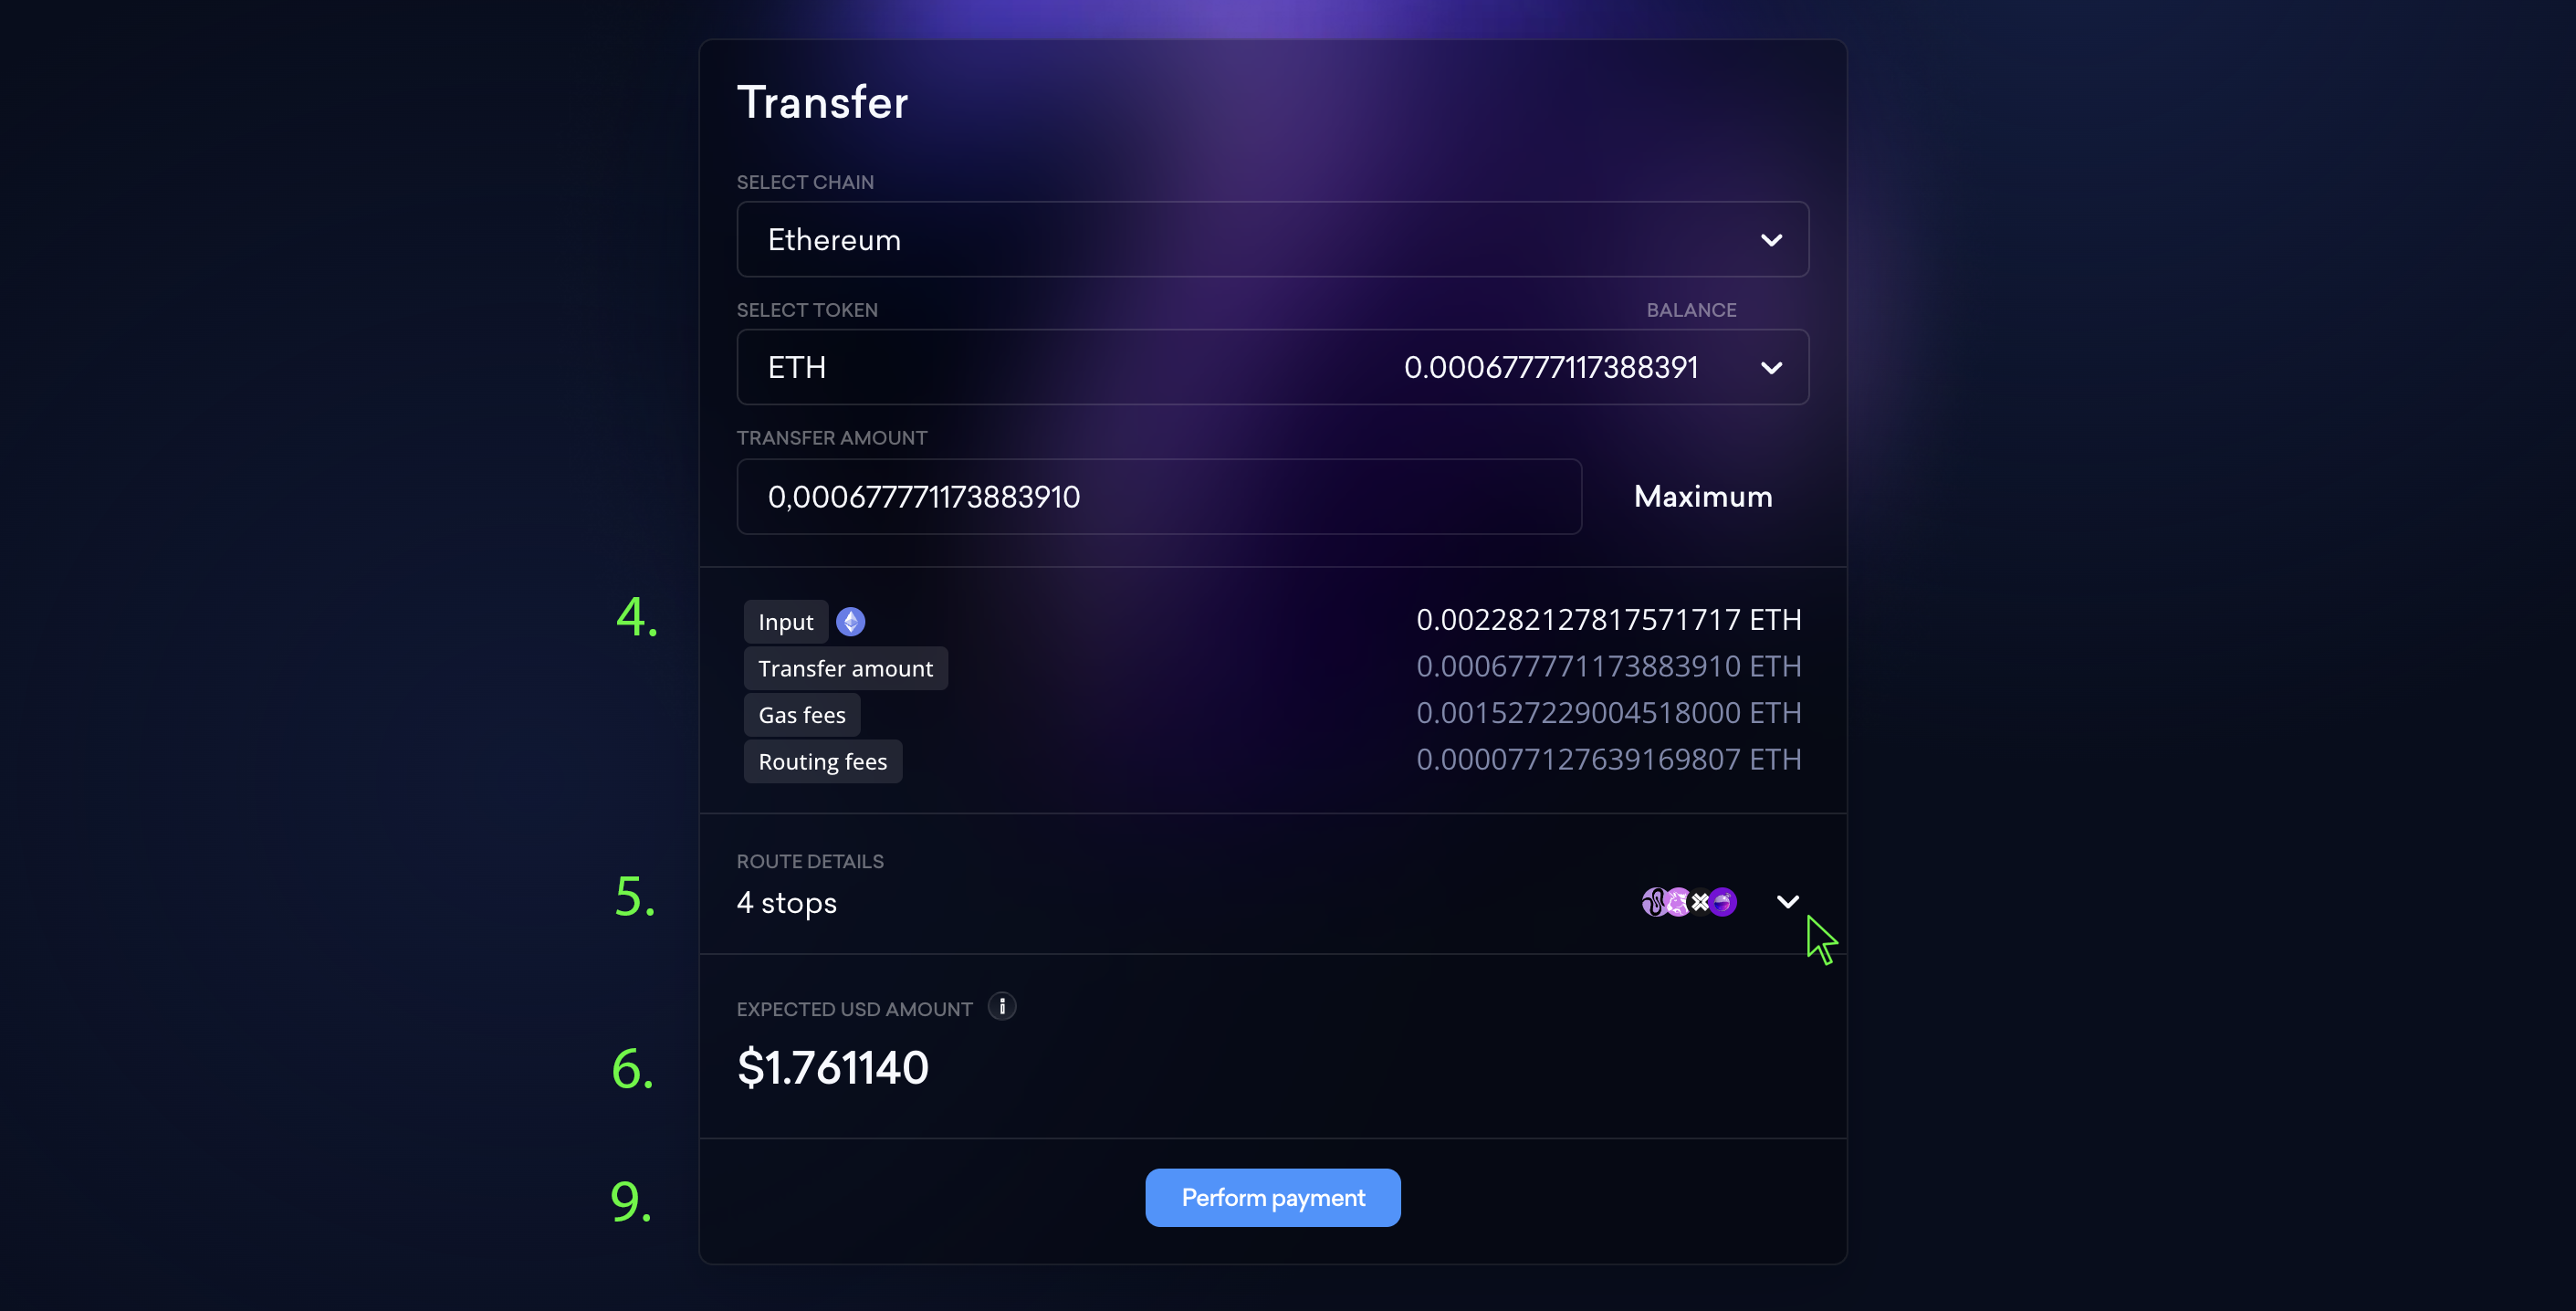 Transfer
SELECT CHAIN
Ethereum
SELECT TOKEN BALANCE
ETH 0.00067777117388391
TRANSFER AMOUNT
0,000677771173883910 Maximum
4. Input 0.002282127817571717 ETH
Transfer amount 0.000677771173883910 ETH
Gas fees 0.001527229004518000 ETH
Routing fees 0.000077127639169807 ETH
ROUTE DETAILS
5. 4 stops
EXPECTED USD AMOUNT i
6. $1.761140
9. Perform payment